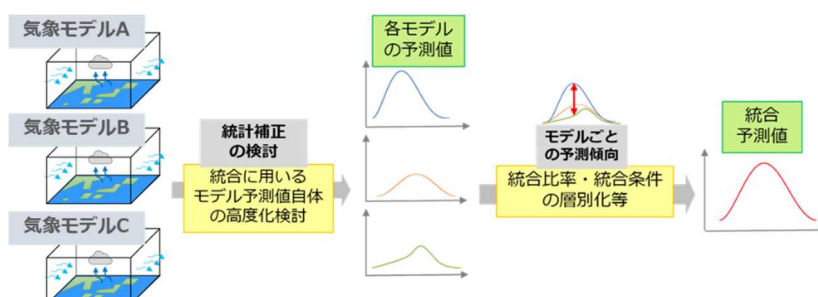 気象モデルA
気象モデルB
気象モデルC
統計補正
の検討
統合に用いる
モデル予測値自体
の高度化検討
各モデル
の予測値
モデルごと
の予測傾向
統合比率・統合条件
の層別化等
統合
予測値